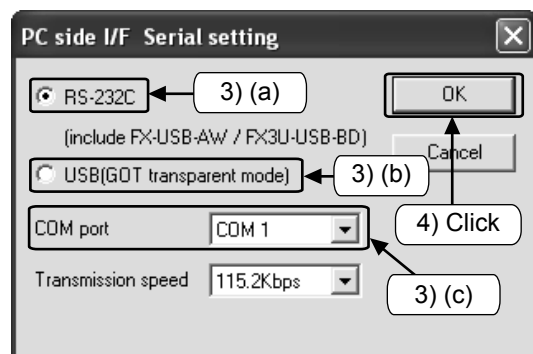 PC side I/F Serial setting
RS-232C
3) (a)
OK
(include FX-USB-AW / FX3U-USB-BD)
Cancel
USB(GOT transparent mode)
3) (b)
COM port
COM 1
4) Click
Transmission speed
115.2Kbps
3) (c)